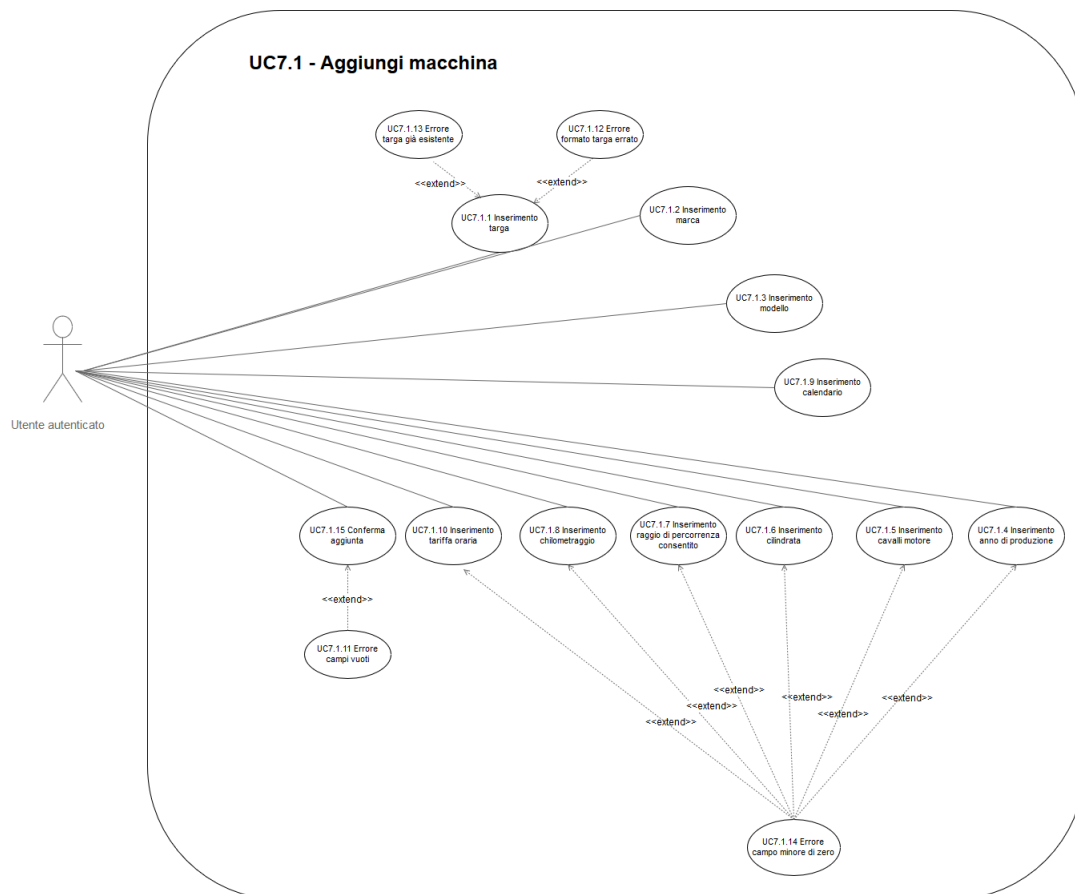 UC7.1 - Aggiungi macchina
UC7.1.13 Errore
targa già esistente
UC7.1.12 Errore
formato targa errato
<<extend>>
<<extend>>
UC7.1.1 Inserimento
targa
UC7.1.2 Inserimento
marca
UC7.1.3 Inserimento
modello
UC7.1.9 Inserimento
calendario
Utente autenticato
UC7.1.15 Conferma
aggiunta
UC7.1.10 Inserimento
tariffa oraria
UC7.1.8 Inserimento
chilometraggio
UC7.1.7 Inserimento
raggio di percorrenza
consentito
UC7.1.6 Inserimento
cilindrata
UC7.1.5 Inserimento
cavalli motore
UC7.1.4 Inserimento
anno di produzione
<<extend>>
UC7.1.11 Errore
campi vuoti
<<extend>>
<<extend>>
<<extend>>
<<extend>>
<<extend>>
<<extend>>
UC7.1.14 Errore
campo minore di zero